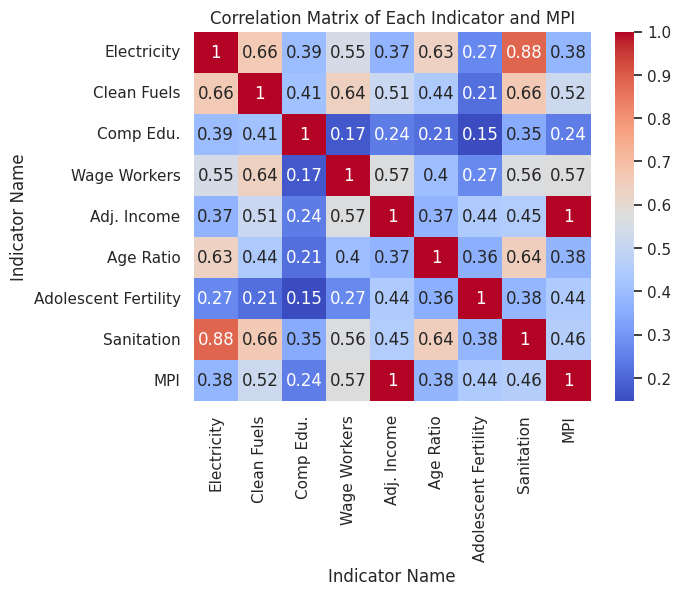 Correlation Matrix of Each Indicator and MPI
Indicator Name
Electricity 1 0.66 0.39 0.55 0.37 0.63 0.27 0.88 0.38
Clean Fuels 0.66 1 0.41 0.64 0.51 0.44 0.21 0.66 0.52
Comp Edu. 0.39 0.41 1 0.17 0.24 0.21 0.15 0.35 0.24
Wage Workers 0.55 0.64 0.17 1 0.57 0.4 0.27 0.56 0.57
Adj. Income 0.37 0.51 0.24 0.57 1 0.37 0.44 0.45 1
Age Ratio 0.63 0.44 0.21 0.4 0.37 1 0.36 0.64 0.38
Adolescent Fertility 0.27 0.21 0.15 0.27 0.44 0.36 1 0.38 0.44
Sanitation 0.88 0.66 0.35 0.56 0.45 0.64 0.38 1 0.46
MPI 0.38 0.52 0.24 0.57 1 0.38 0.44 0.46 1
Electricity
Clean Fuels
Comp Edu.
Wage Workers
Adj. Income
Age Ratio
Adolescent Fertility
Sanitation
MPI
Indicator Name
1.0
0.9
0.8
0.7
0.6
0.5
0.4
0.3
0.2